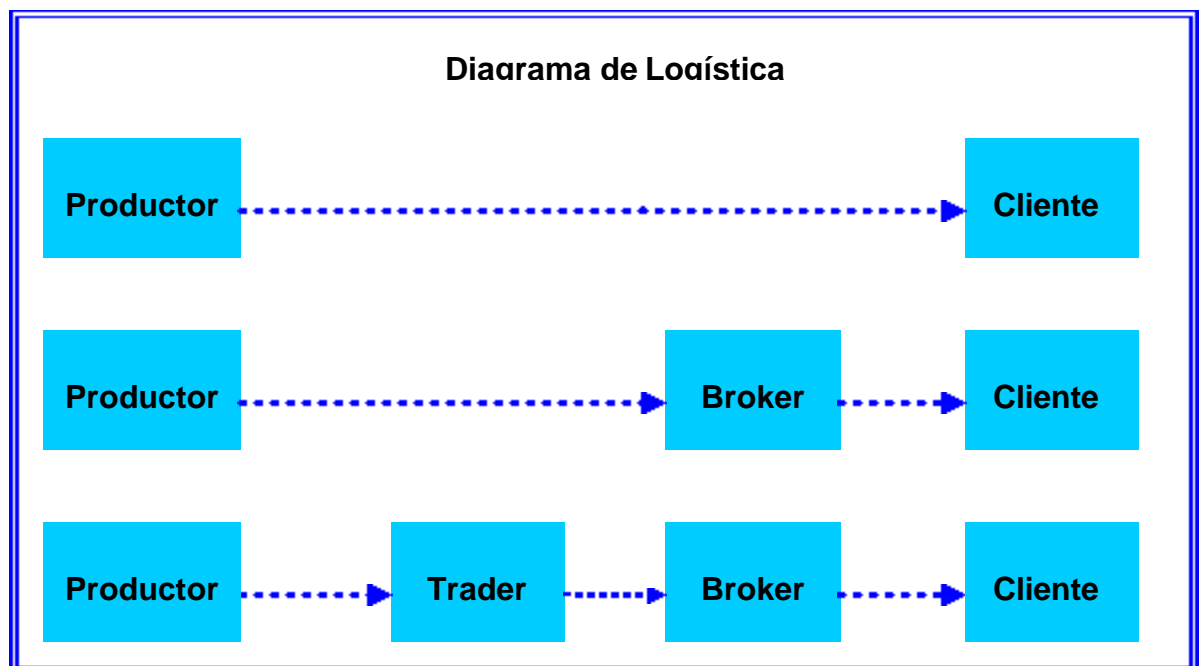 Diagrama de Logística
Productor Cliente
Productor Broker Cliente
Productor Trader Broker Cliente